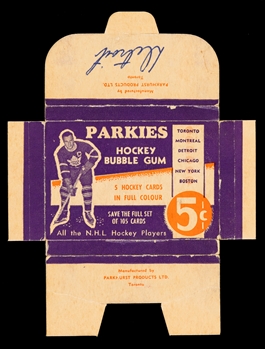 Detroit
Manufactured by
PARKHURST PRODUCTS LTD.
Toronto
PARKIES
HOCKEY
BUBBLE GUM
5 HOCKEY CARDS
IN FULL COLOUR
SAVE THE FULL SET
OF 105 CARDS
All the N.H.L. Hockey Players
TORONTO
MONTREAL
DETROIT
CHICAGO
NEW YORK
BOSTON
5¢
Manufactured by
PARKHURST PRODUCTS LTD.
Toronto